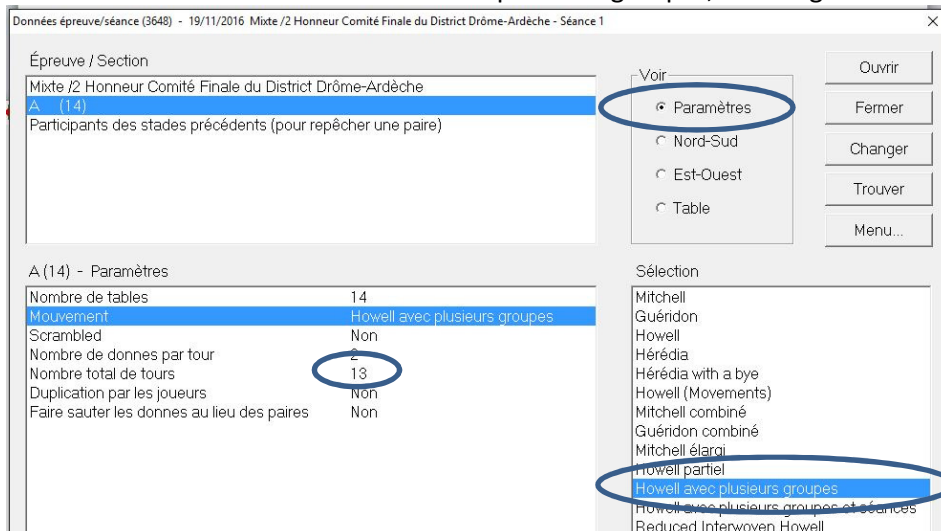 Données épreuve/séance (3648) - 19/11/2016 Mixte /2 Honneur Comité Finale du District Drôme-Ardèche - Séance 1
Épreuve / Section
Mixte /2 Honneur Comité Finale du District Drôme-Ardèche
A (14)
Participants des stades précédents (pour repêcher une paire)
Voir
Paramètres
Nord-Sud
Est-Ouest
Table
Ouvrir
Fermer
Changer
Trouver
Menu...
A (14) - Paramètres
Nombre de tables 14
Mouvement Howell avec plusieurs groupes
Scrambled Non
Nombre de donnes par tour 2
Nombre total de tours 13
Duplication par les joueurs Non
Faire sauter les donnes au lieu des paires Non
Sélection
Mitchell
Guéridon
Howell
Hérédia
Hérédia with a bye
Howell (Movements)
Mitchell combiné
Guéridon combiné
Mitchell élargi
Howell partiel
Howell avec plusieurs groupes
Howell avec plusieurs groupes et séances
Reduced Interwoven Howell